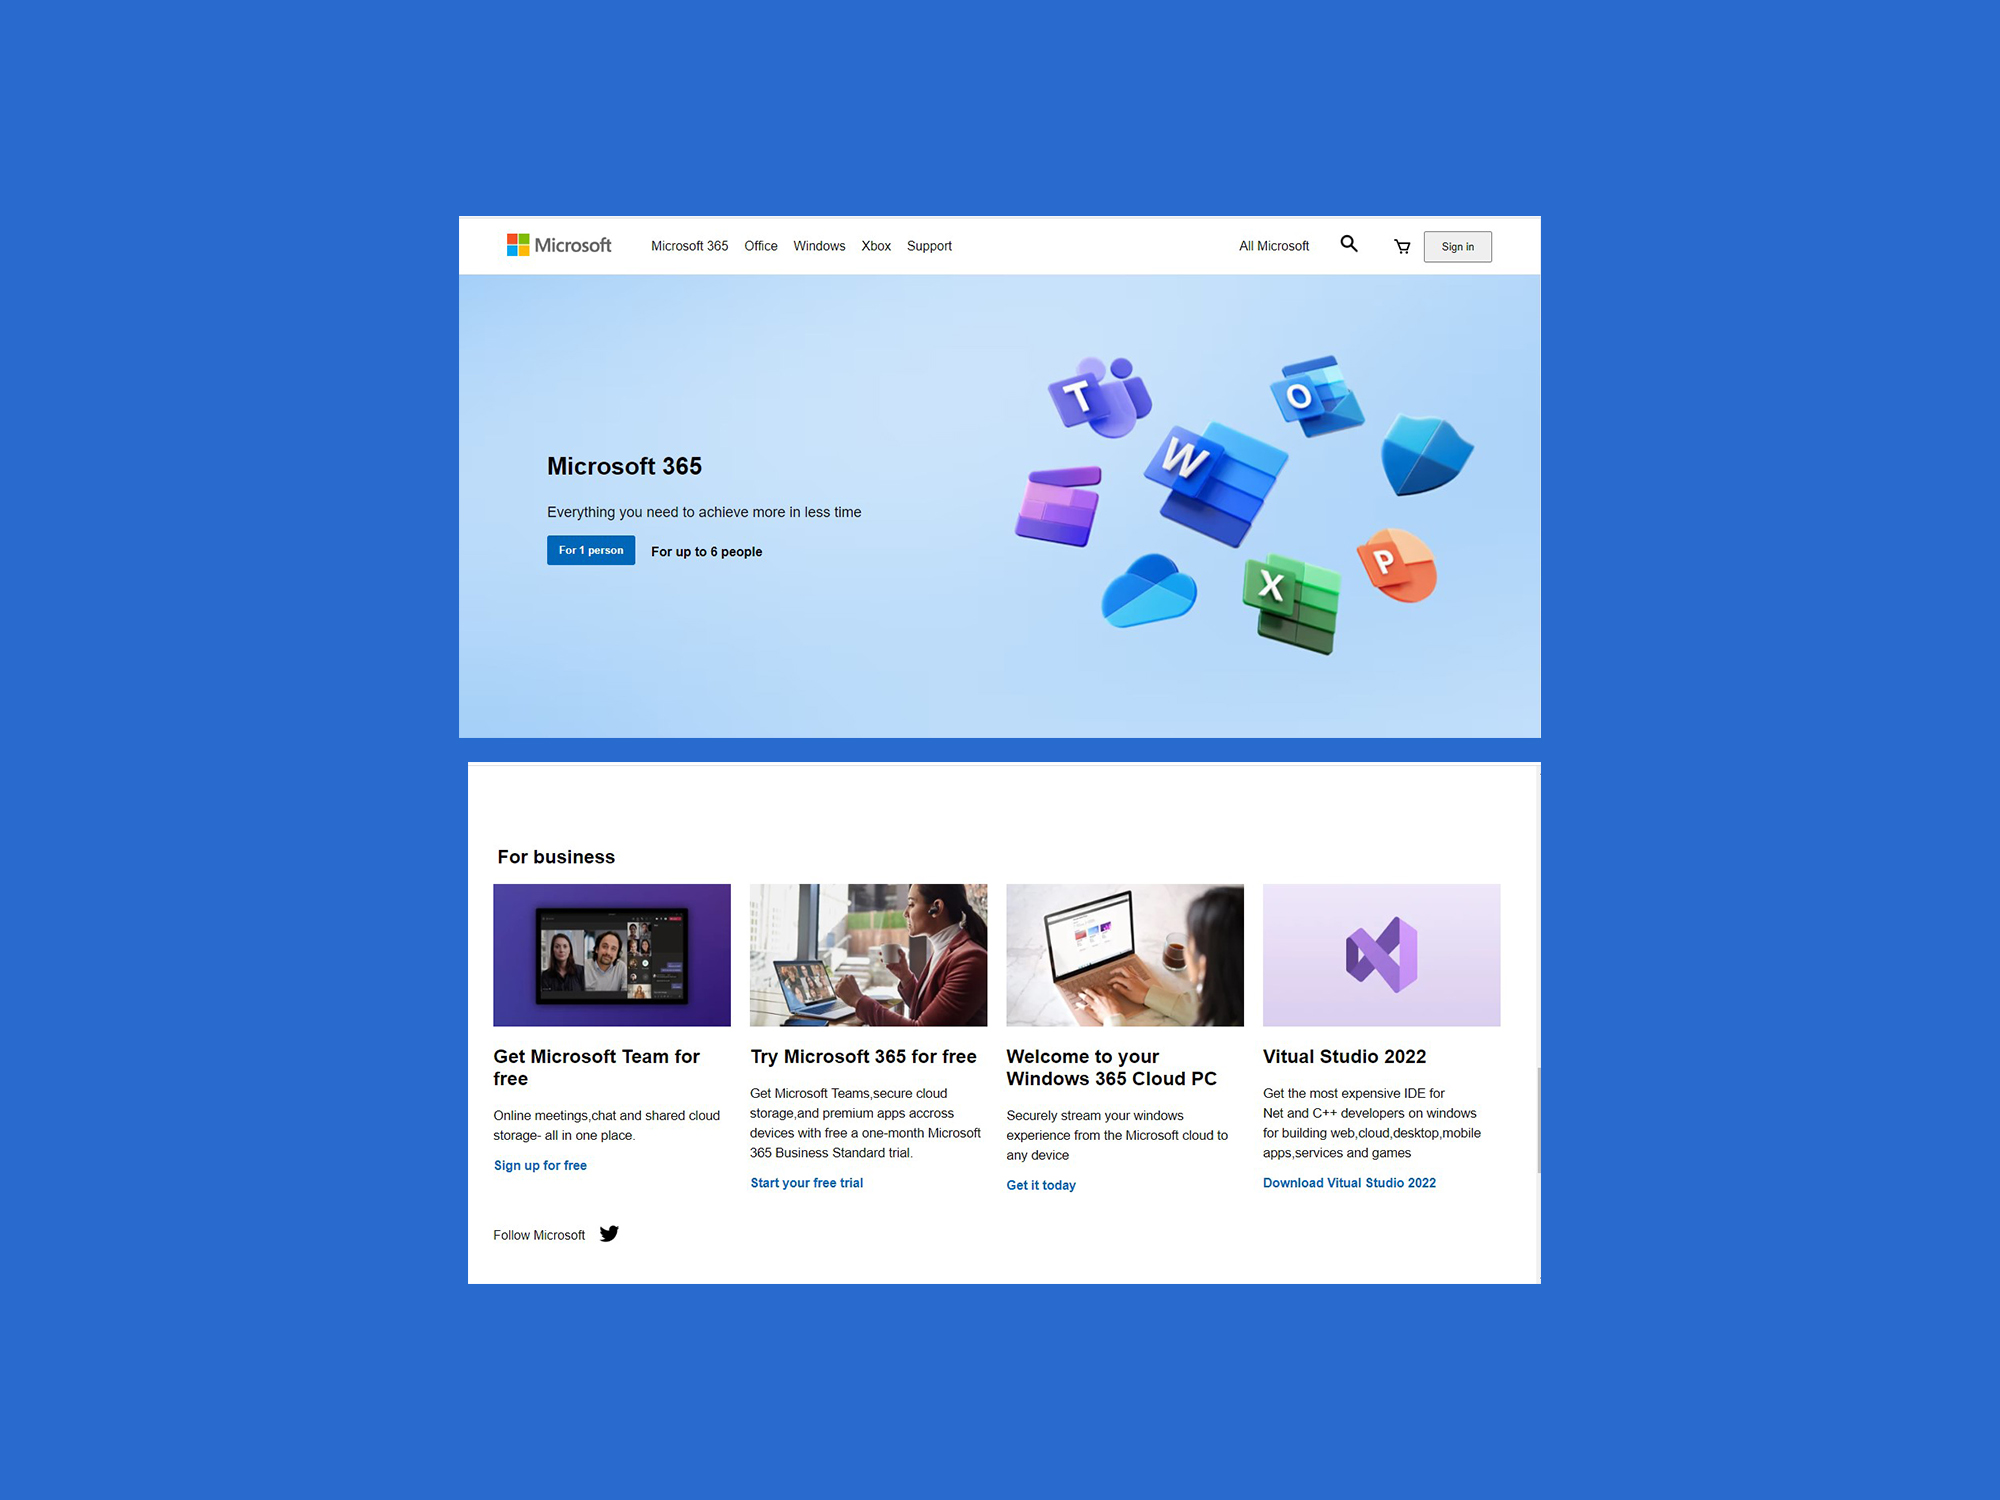 Microsoft
Microsoft 365 Office Windows Xbox Support
All Microsoft
Sign in
T
O
W
X
P
Microsoft 365
Everything you need to achieve more in less time
For 1 person
For up to 6 people
For business
Get Microsoft Team for
free
Online meetings,chat and shared cloud
storage- all in one place.
Sign up for free
Try Microsoft 365 for free
Get Microsoft Teams,secure cloud
storage,and premium apps accross
devices with free a one-month Microsoft
365 Business Standard trial.
Start your free trial
Welcome to your
Windows 365 Cloud PC
Securely stream your windows
experience from the Microsoft cloud to
any device
Get it today
Vitual Studio 2022
Get the most expensive IDE for
Net and C++ developers on windows
for building web,cloud,desktop,mobile
apps,services and games
Download Vitual Studio 2022
Follow Microsoft